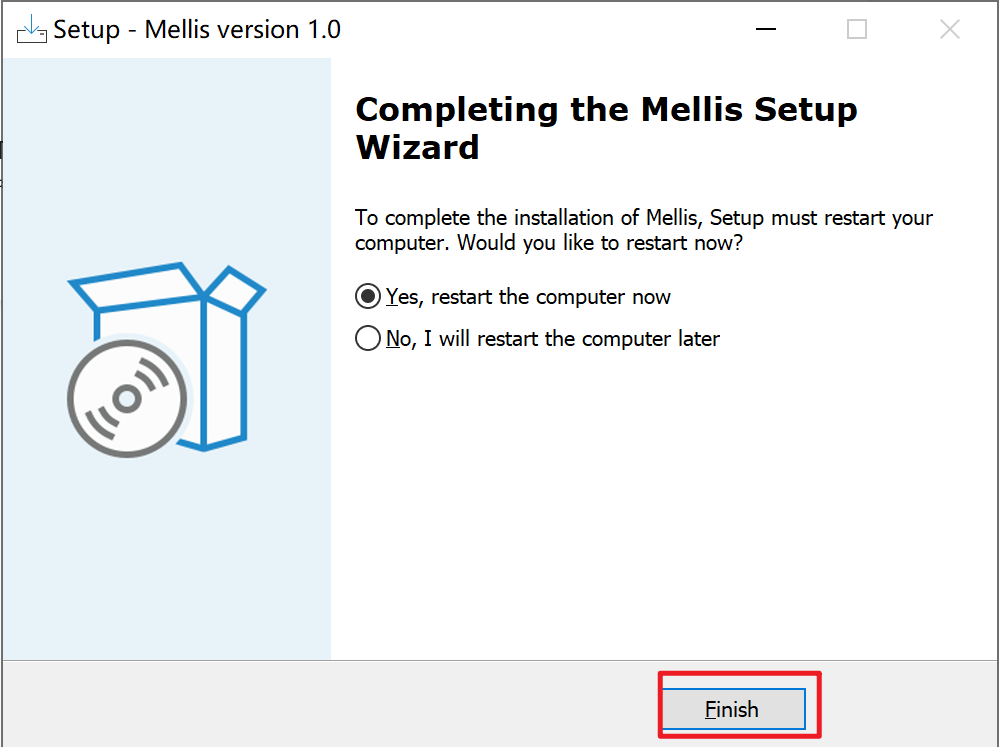 Setup - Mellis version 1.0
Completing the Mellis Setup
Wizard
To complete the installation of Mellis, Setup must restart your
computer. Would you like to restart now?
Yes, restart the computer now
No, I will restart the computer later
Finish